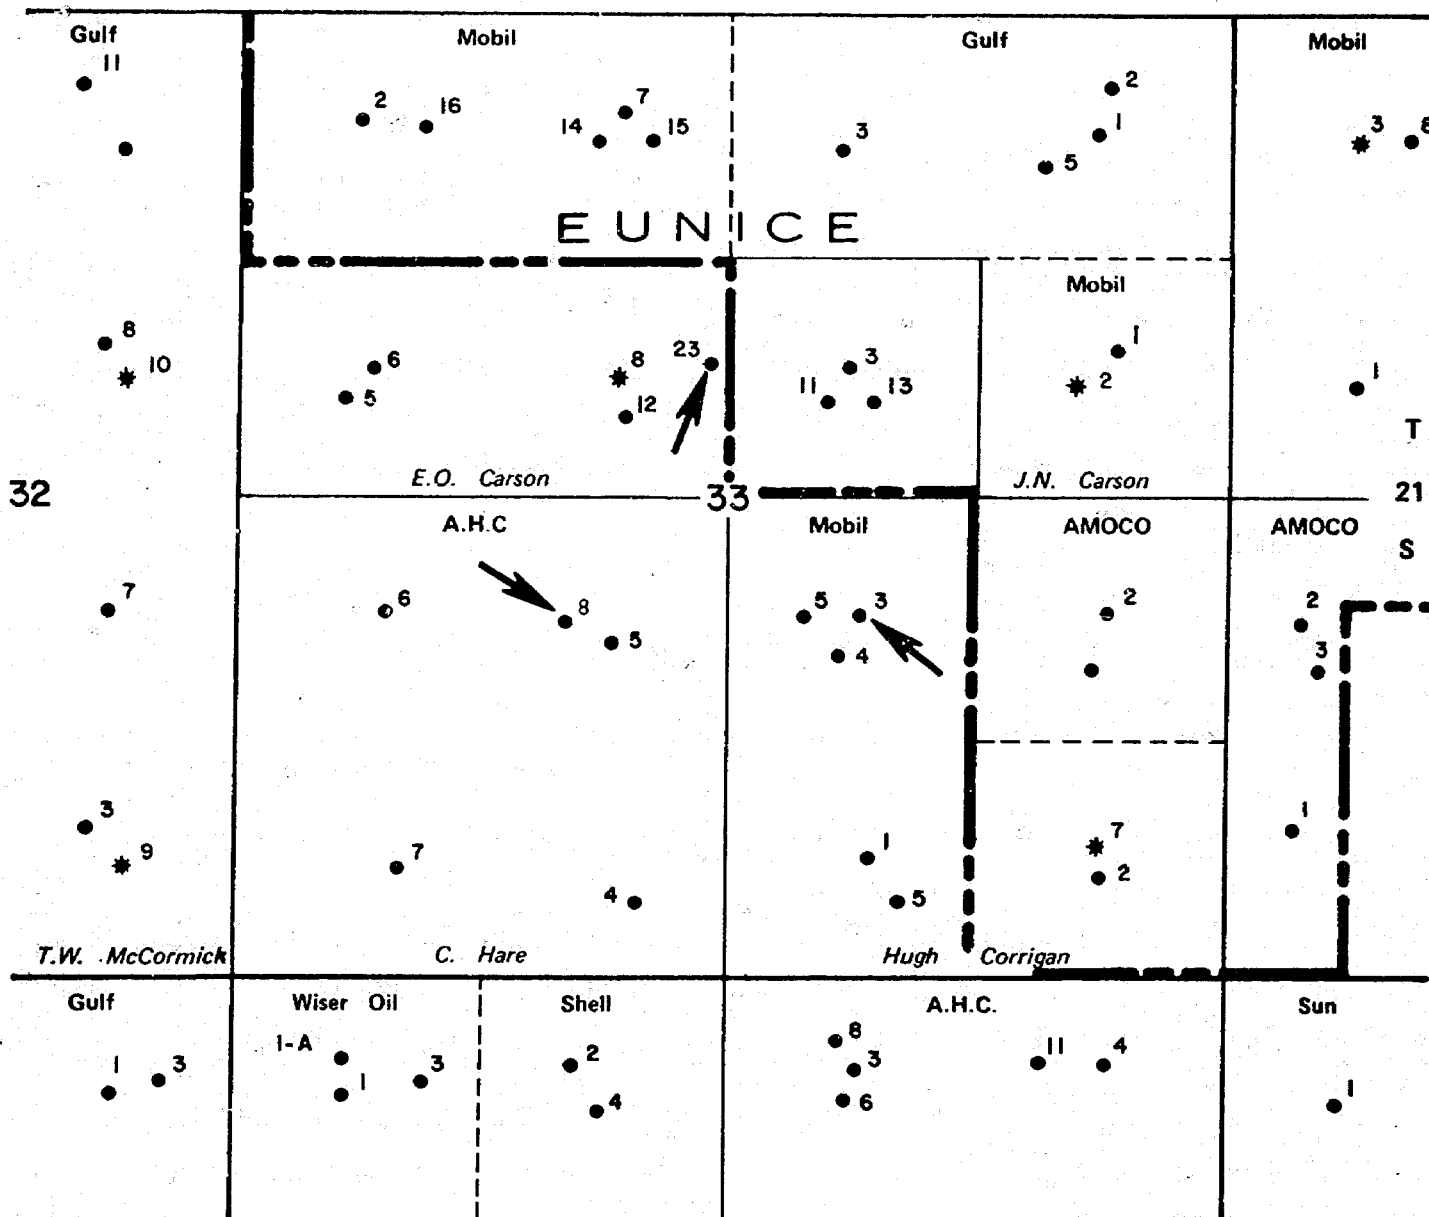 Gulf Mobil Gulf Mobil
11
2 16 14 7 15
3 2 1 5
3 8
EUNICE
Mobil
8 10
6 5 8 12 23
3 11 13
1 2
1
T
E.O. Carson J.N. Carson
32 33 21
A.H.C Mobil AMOCO AMOCO
S
7
6 8 5
5 3 4
2
2 3
3 9
7 4
1 5
7 2
1
T.W. McCormick C. Hare Hugh Corrigan
Gulf Wiser Oil Shell A.H.C. Sun
1 3
1-A 1 3
2 4
8 3 6 11 4
1